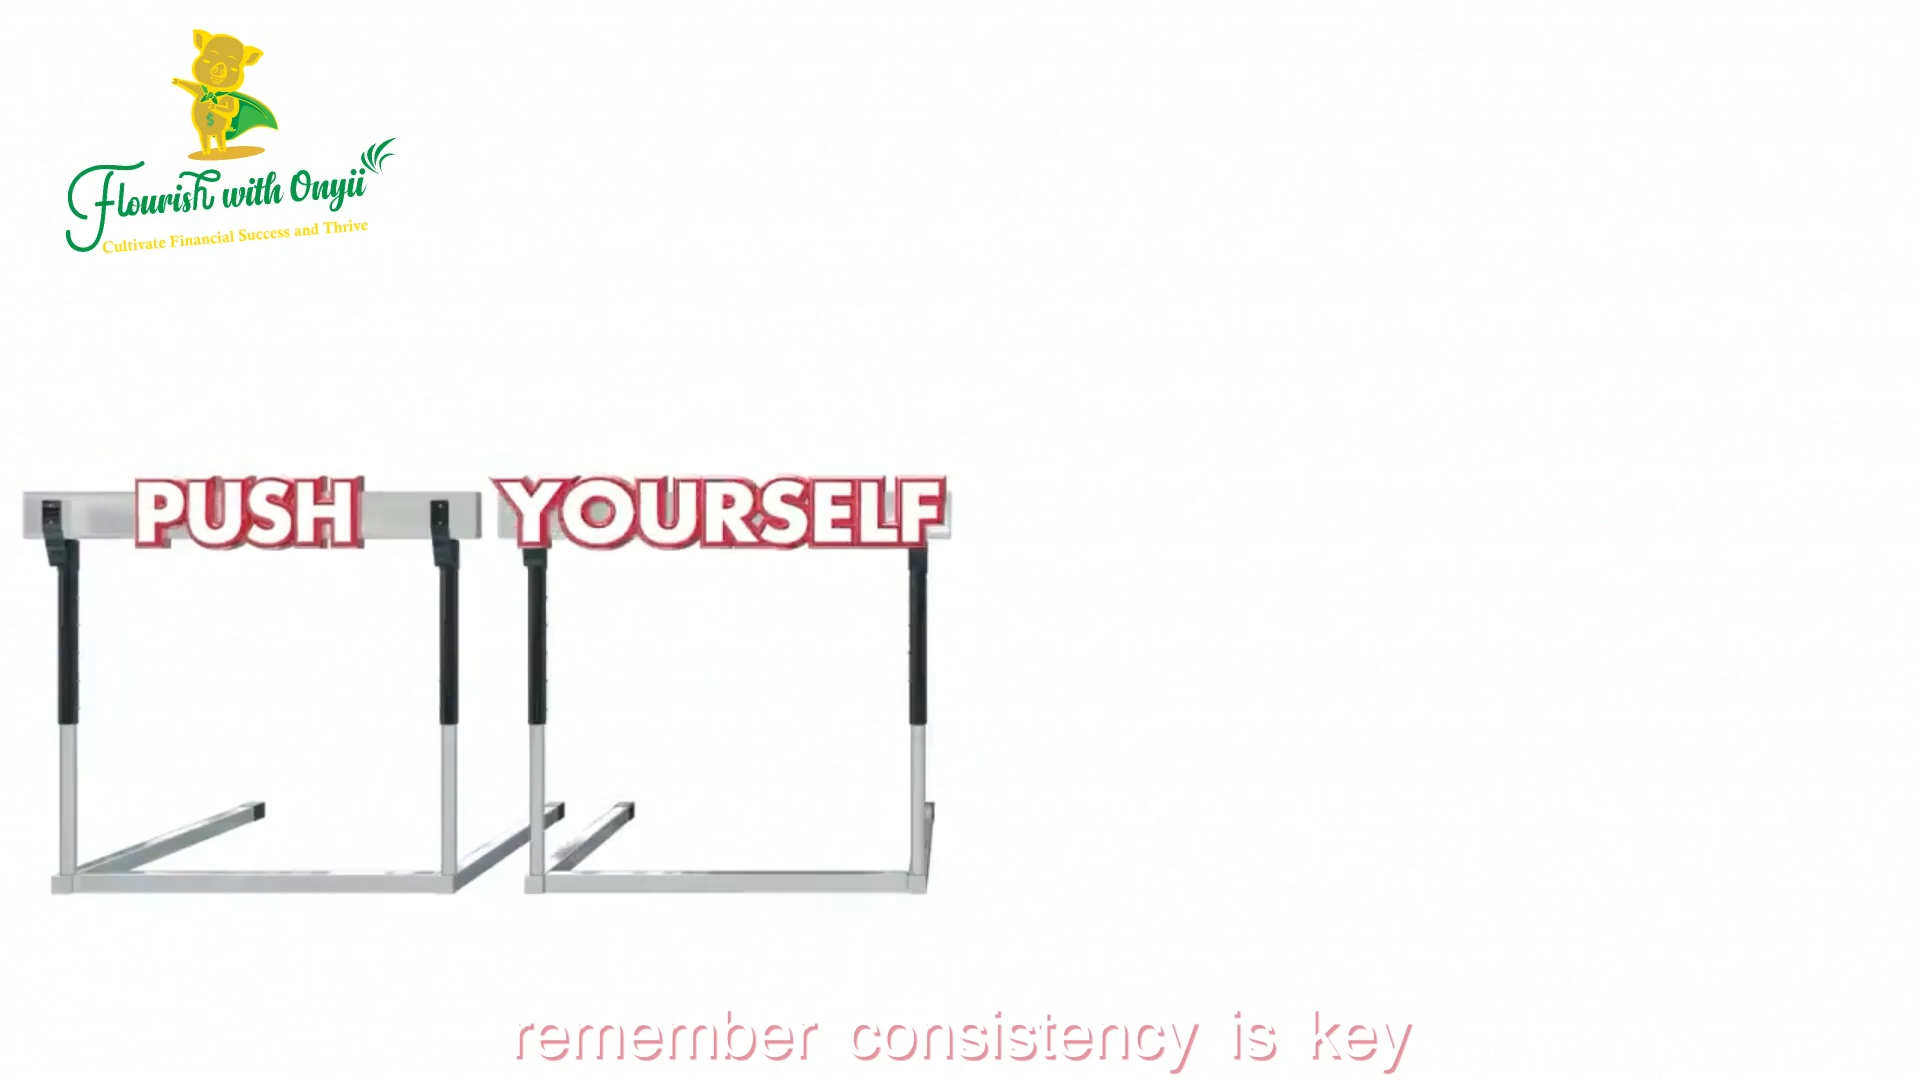 $
Flourish with Onyii
Cultivate Financial Success and Thrive
PUSH YOURSELF
remember consistency is key